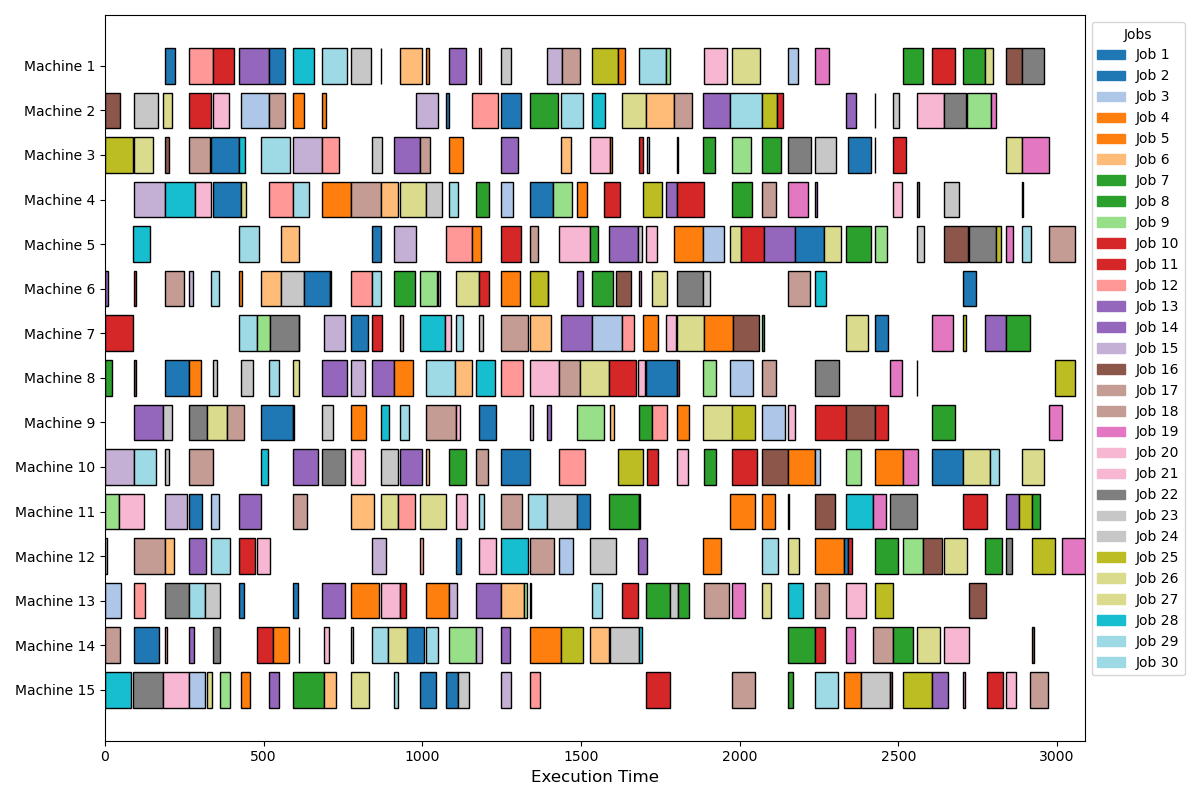 Machine 1
Machine 2
Machine 3
Machine 4
Machine 5
Machine 6
Machine 7
Machine 8
Machine 9
Machine 10
Machine 11
Machine 12
Machine 13
Machine 14
Machine 15
0 500 1000 1500 2000 2500 3000
Execution Time
Jobs
Job 1
Job 2
Job 3
Job 4
Job 5
Job 6
Job 7
Job 8
Job 9
Job 10
Job 11
Job 12
Job 13
Job 14
Job 15
Job 16
Job 17
Job 18
Job 19
Job 20
Job 21
Job 22
Job 23
Job 24
Job 25
Job 26
Job 27
Job 28
Job 29
Job 30